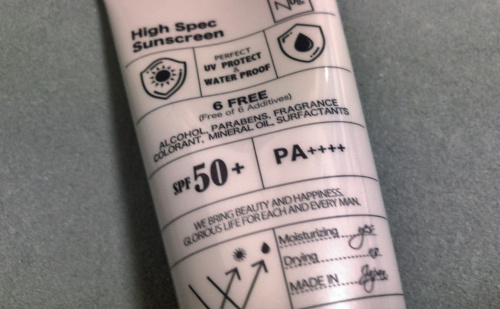 High Spec
Sunscreen
PERFECT
UV PROTECT
&
WATER PROOF
6 FREE
(Free of 6 Additives)
ALCOHOL, PARABENS, FRAGRANCE
COLORANT, MINERAL OIL, SURFACTANTS
SPF 50+
PA++++
WE BRING BEAUTY AND HAPPINESS,
GLORIOUS LIFE FOR EACH AND EVERY MAN.
Moisturizing
Drying
MADE IN Japan